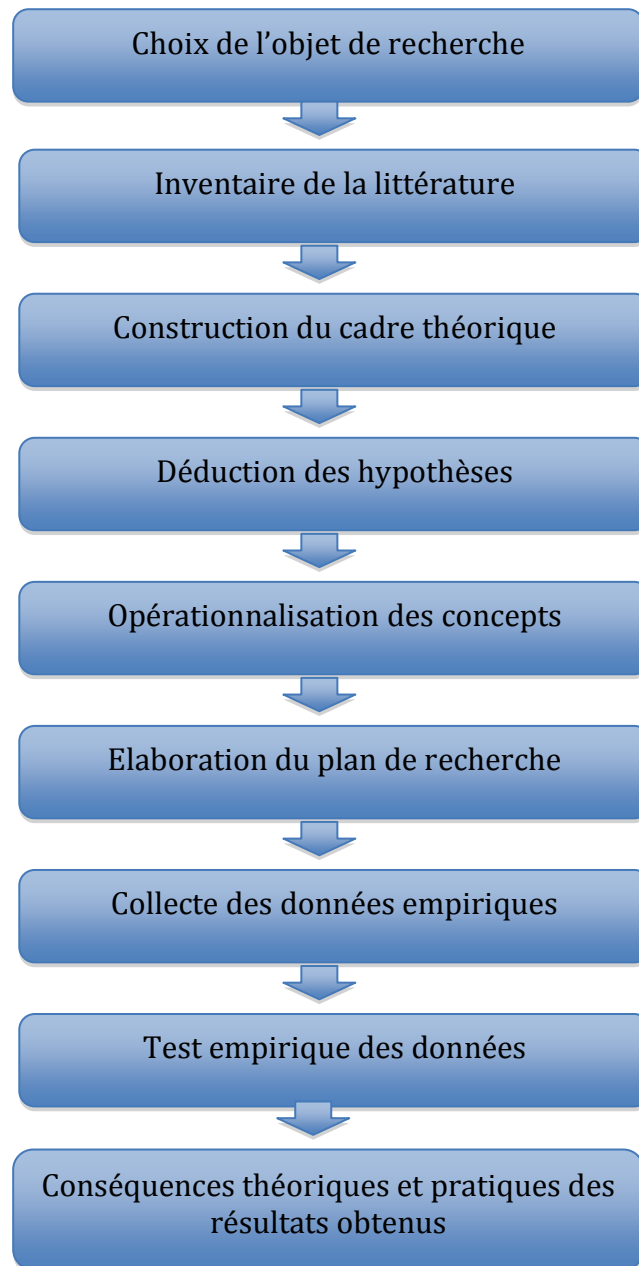 Choix de l’objet de recherche
Inventaire de la littérature
Construction du cadre théorique
Déduction des hypothèses
Opérationnalisation des concepts
Elaboration du plan de recherche
Collecte des données empiriques
Test empirique des données
Conséquences théoriques et pratiques des
résultats obtenus